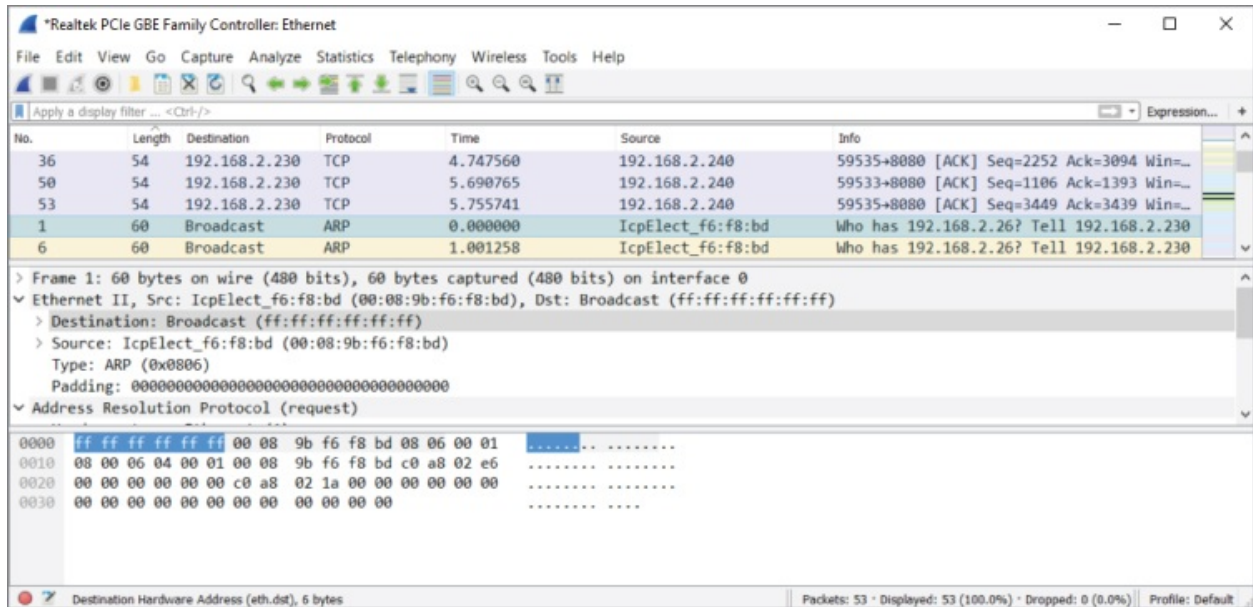 *Realtek PCIe GBE Family Controller: Ethernet
File Edit View Go Capture Analyze Statistics Telephony Wireless Tools Help
Apply a display filter ... <Ctrl-/> Expression... +
No. Length Destination Protocol Time Source Info
36 54 192.168.2.230 TCP 4.747560 192.168.2.240 59535→8080 [ACK] Seq=2252 Ack=3094 Win=…
50 54 192.168.2.230 TCP 5.690765 192.168.2.240 59533→8080 [ACK] Seq=1106 Ack=1393 Win=…
53 54 192.168.2.230 TCP 5.755741 192.168.2.240 59535→8080 [ACK] Seq=3449 Ack=3439 Win=…
1 60 Broadcast ARP 0.000000 IcpElect_f6:f8:bd Who has 192.168.2.26? Tell 192.168.2.230
6 60 Broadcast ARP 1.001258 IcpElect_f6:f8:bd Who has 192.168.2.26? Tell 192.168.2.230
> Frame 1: 60 bytes on wire (480 bits), 60 bytes captured (480 bits) on interface 0
Ethernet II, Src: IcpElect_f6:f8:bd (00:08:9b:f6:f8:bd), Dst: Broadcast (ff:ff:ff:ff:ff:ff)
> Destination: Broadcast (ff:ff:ff:ff:ff:ff)
> Source: IcpElect_f6:f8:bd (00:08:9b:f6:f8:bd)
Type: ARP (0x0806)
Padding: 000000000000000000000000000000000000
Address Resolution Protocol (request)
0000 ff ff ff ff ff ff 00 08 9b f6 f8 bd 08 06 00 01 ........ ........
0010 08 00 06 04 00 01 00 08 9b f6 f8 bd c0 a8 02 e6 ........ ........
0020 00 00 00 00 00 00 c0 a8 02 1a 00 00 00 00 00 00 ........ ........
0030 00 00 00 00 00 00 00 00 00 00 00 00 ........ ....
Destination Hardware Address (eth.dst), 6 bytes Packets: 53 · Displayed: 53 (100.0%) · Dropped: 0 (0.0%) Profile: Default